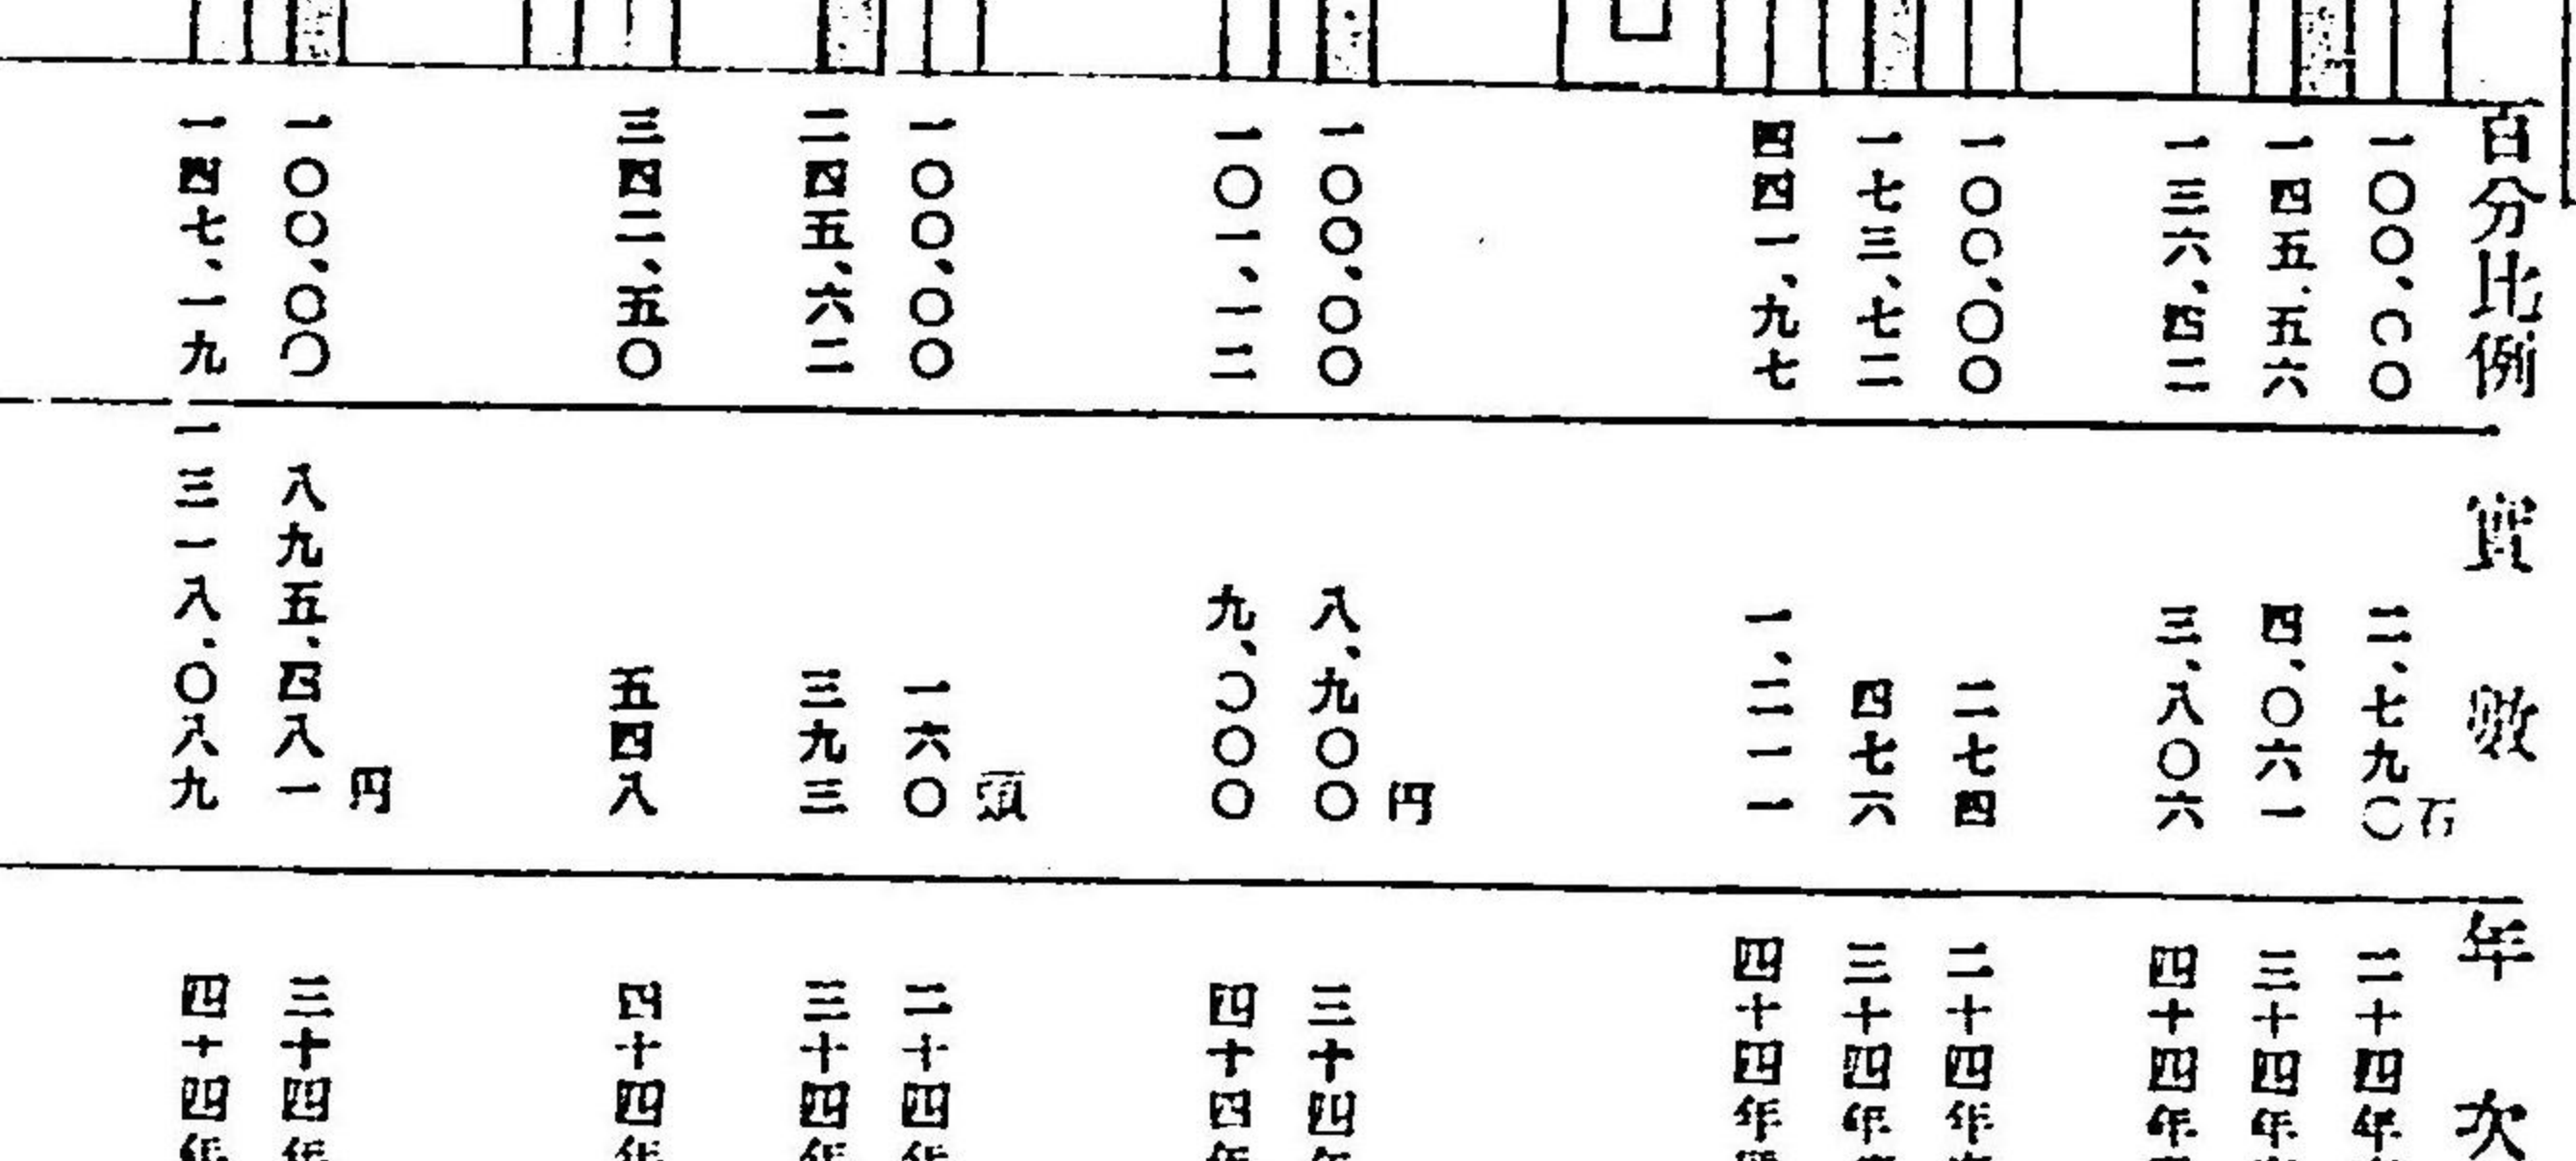 百分比例
一〇〇、〇〇
一四五、五六
一三六、四二
一〇〇、〇〇
一七三、七二
四四一、九七
一〇〇、〇〇
一〇一、一二
一〇〇、〇〇
二四五、六二
三四二、五〇
一〇〇、〇〇
一四七、一九
實數
石
二、七九〇
四、〇六一
三、八〇六
二七四
四七六
一、二一一
円
八、九〇〇
九、〇〇〇
頭
一六〇
三九三
五四八
円
八九五、四八一
一三一八、〇八九
年次
二十四年
三十四年
四十四年
二十四年
三十四年
四十四年
三十四年
四十四年
二十四年
三十四年
四十四年
三十四年
四十四年